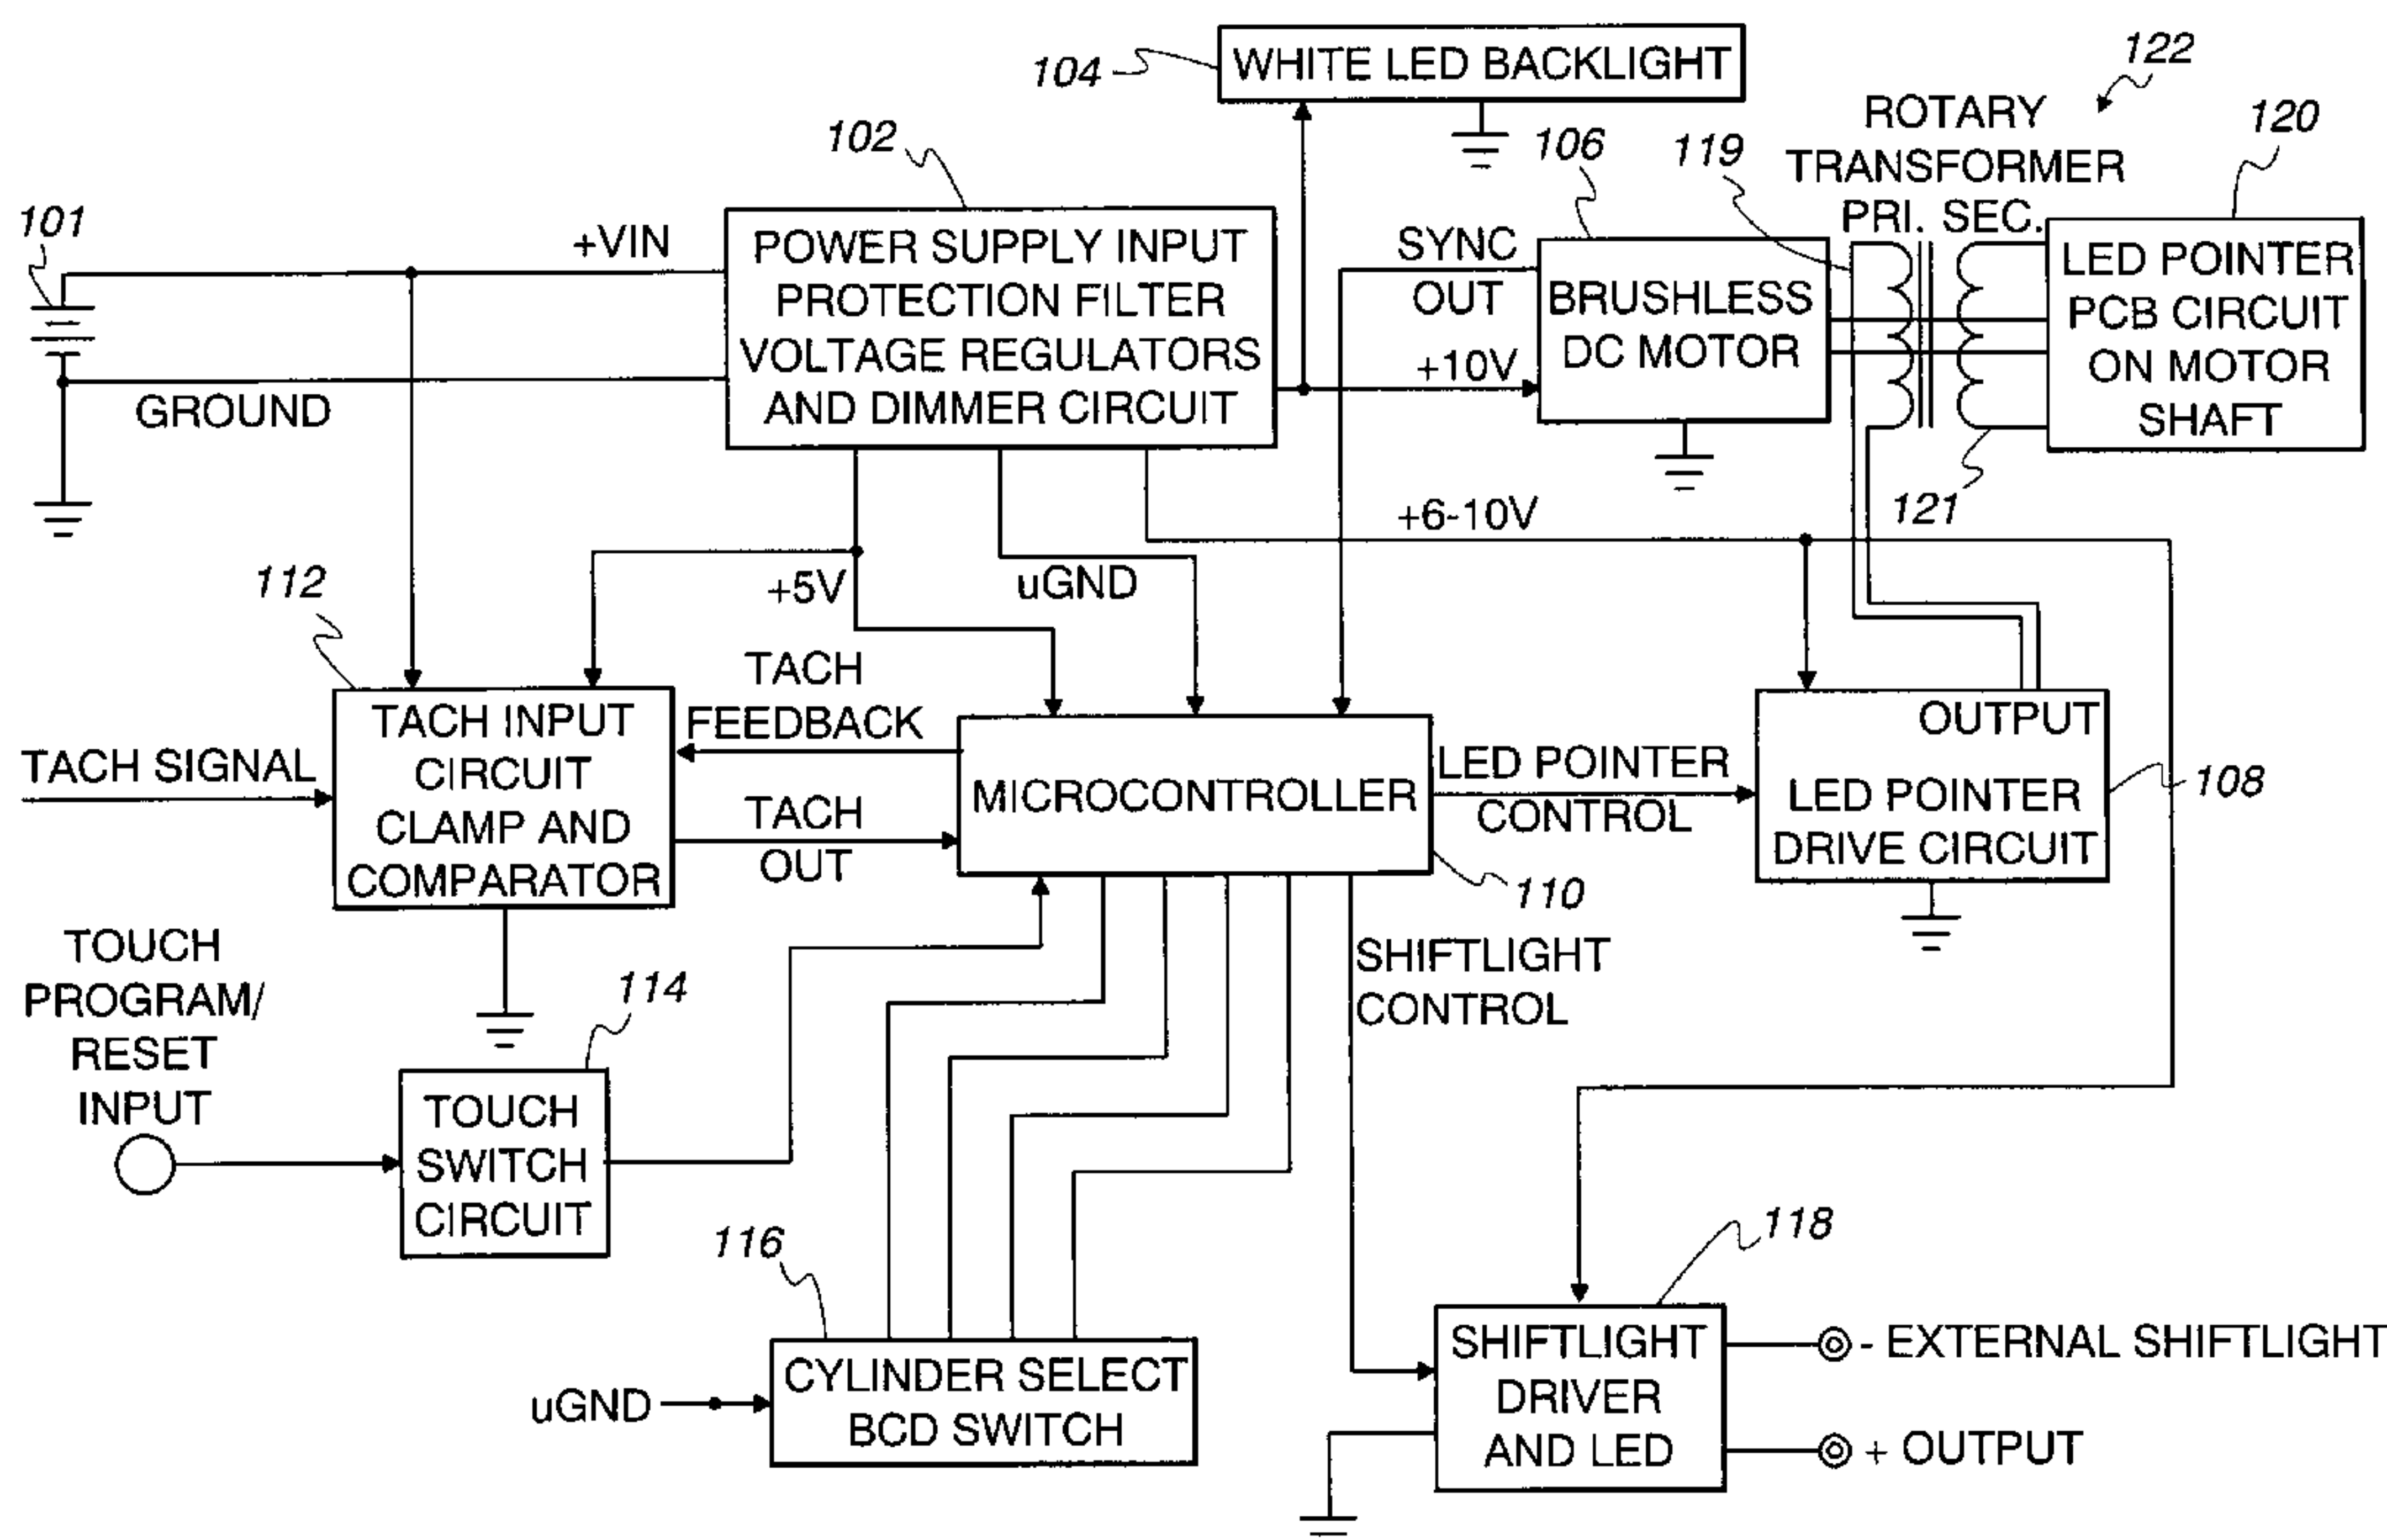 WHITE LED BACKLIGHT
104
122
ROTARY
TRANSFORMER
PRI. SEC.
102
106
119
120
101
+VIN
POWER SUPPLY INPUT
PROTECTION FILTER
VOLTAGE REGULATORS
AND DIMMER CIRCUIT
SYNC
OUT
+10V
BRUSHLESS
DC MOTOR
LED POINTER
PCB CIRCUIT
ON MOTOR
SHAFT
GROUND
121
+6-10V
112
+5V
uGND
TACH
FEEDBACK
TACH INPUT
CIRCUIT
CLAMP AND
COMPARATOR
TACH SIGNAL
TACH
OUT
MICROCONTROLLER
LED POINTER
CONTROL
OUTPUT
LED POINTER
DRIVE CIRCUIT
108
110
TOUCH
PROGRAM/
RESET
INPUT
114
SHIFTLIGHT
CONTROL
TOUCH
SWITCH
CIRCUIT
116
118
uGND
CYLINDER SELECT
BCD SWITCH
SHIFTLIGHT
DRIVER
AND LED
- EXTERNAL SHIFTLIGHT
+ OUTPUT